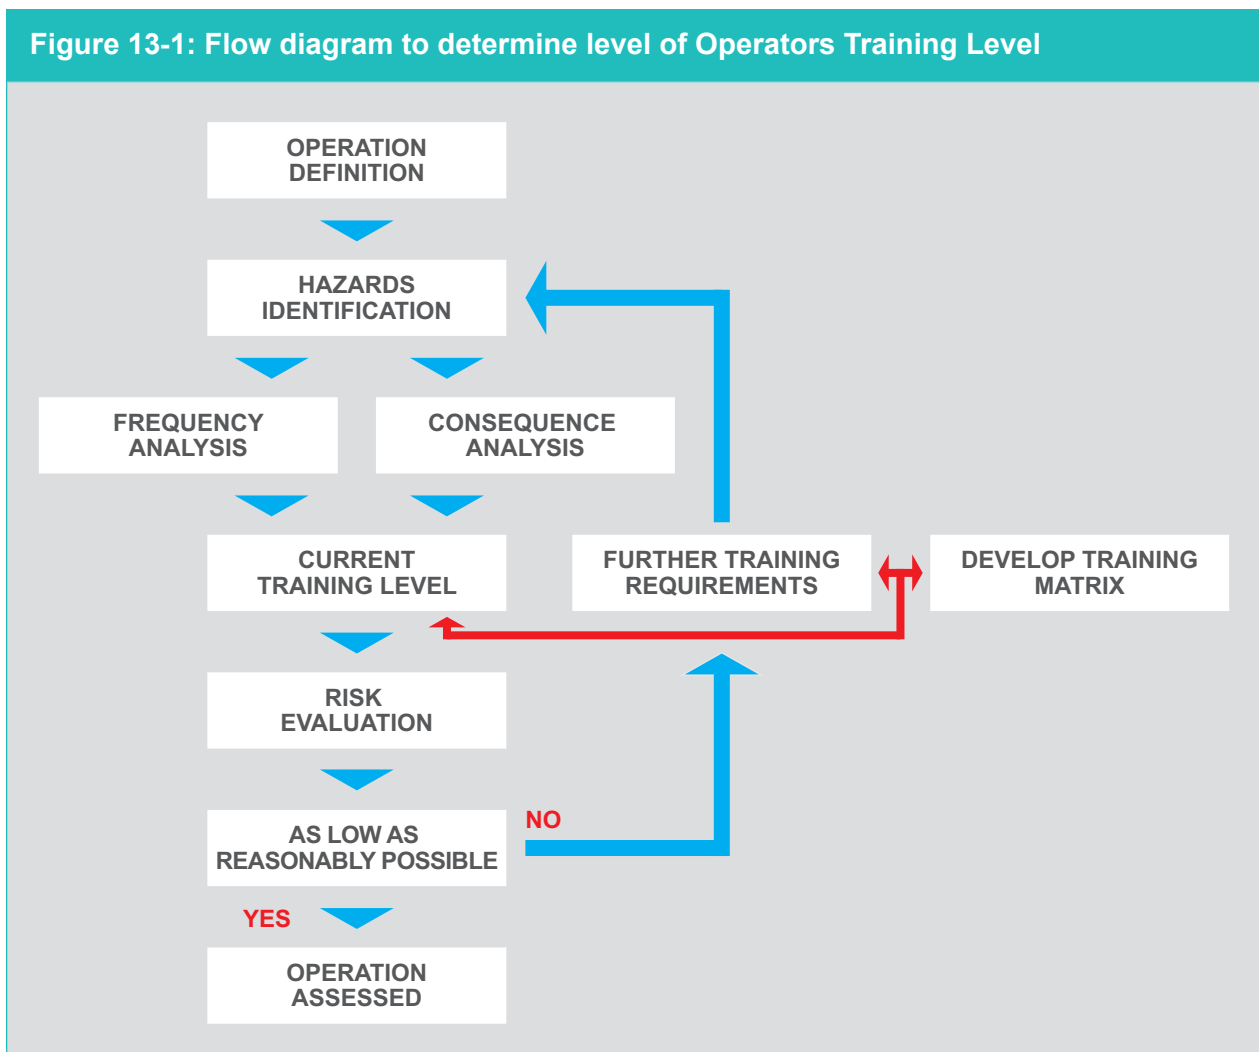 Figure 13-1: Flow diagram to determine level of Operators Training Level
OPERATION
DEFINITION
HAZARDS
IDENTIFICATION
FREQUENCY
ANALYSIS
CONSEQUENCE
ANALYSIS
CURRENT
TRAINING LEVEL
FURTHER TRAINING
REQUIREMENTS
DEVELOP TRAINING
MATRIX
RISK
EVALUATION
AS LOW AS
REASONABLY POSSIBLE
NO
YES
OPERATION
ASSESSED